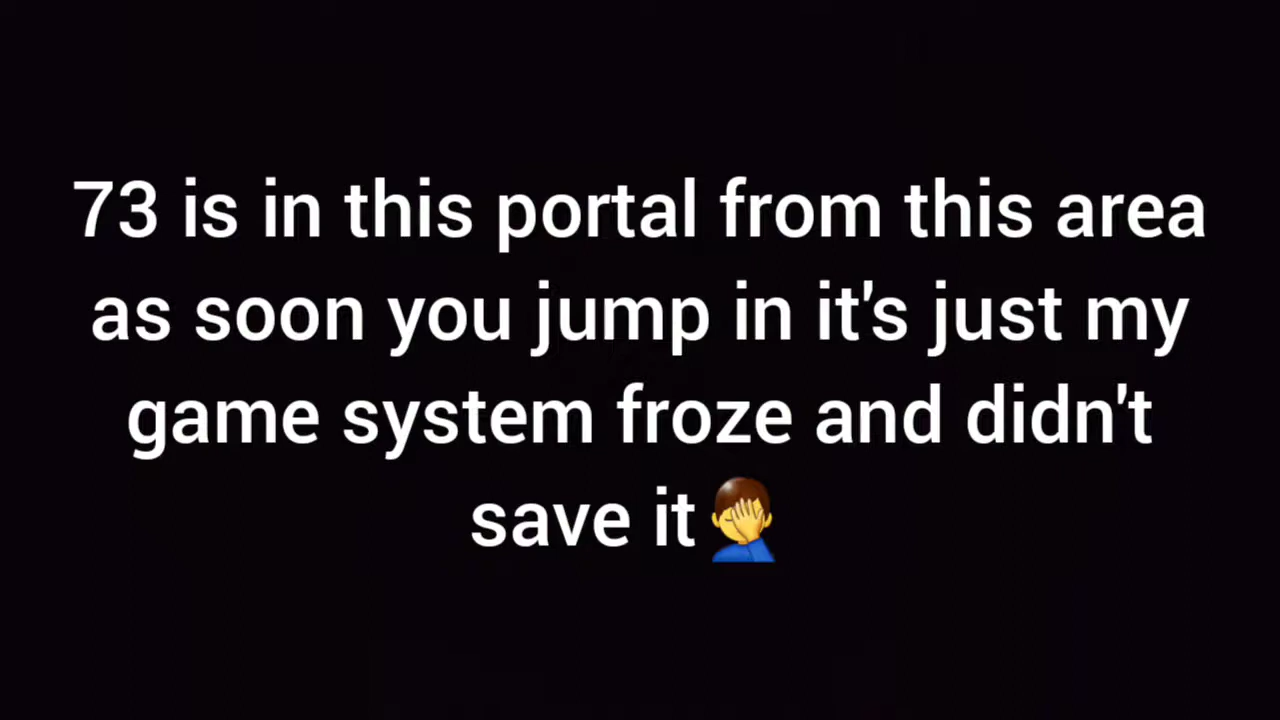 73 is in this portal from this area
as soon you jump in it's just my
game system froze and didn't
save it🤦‍♂️